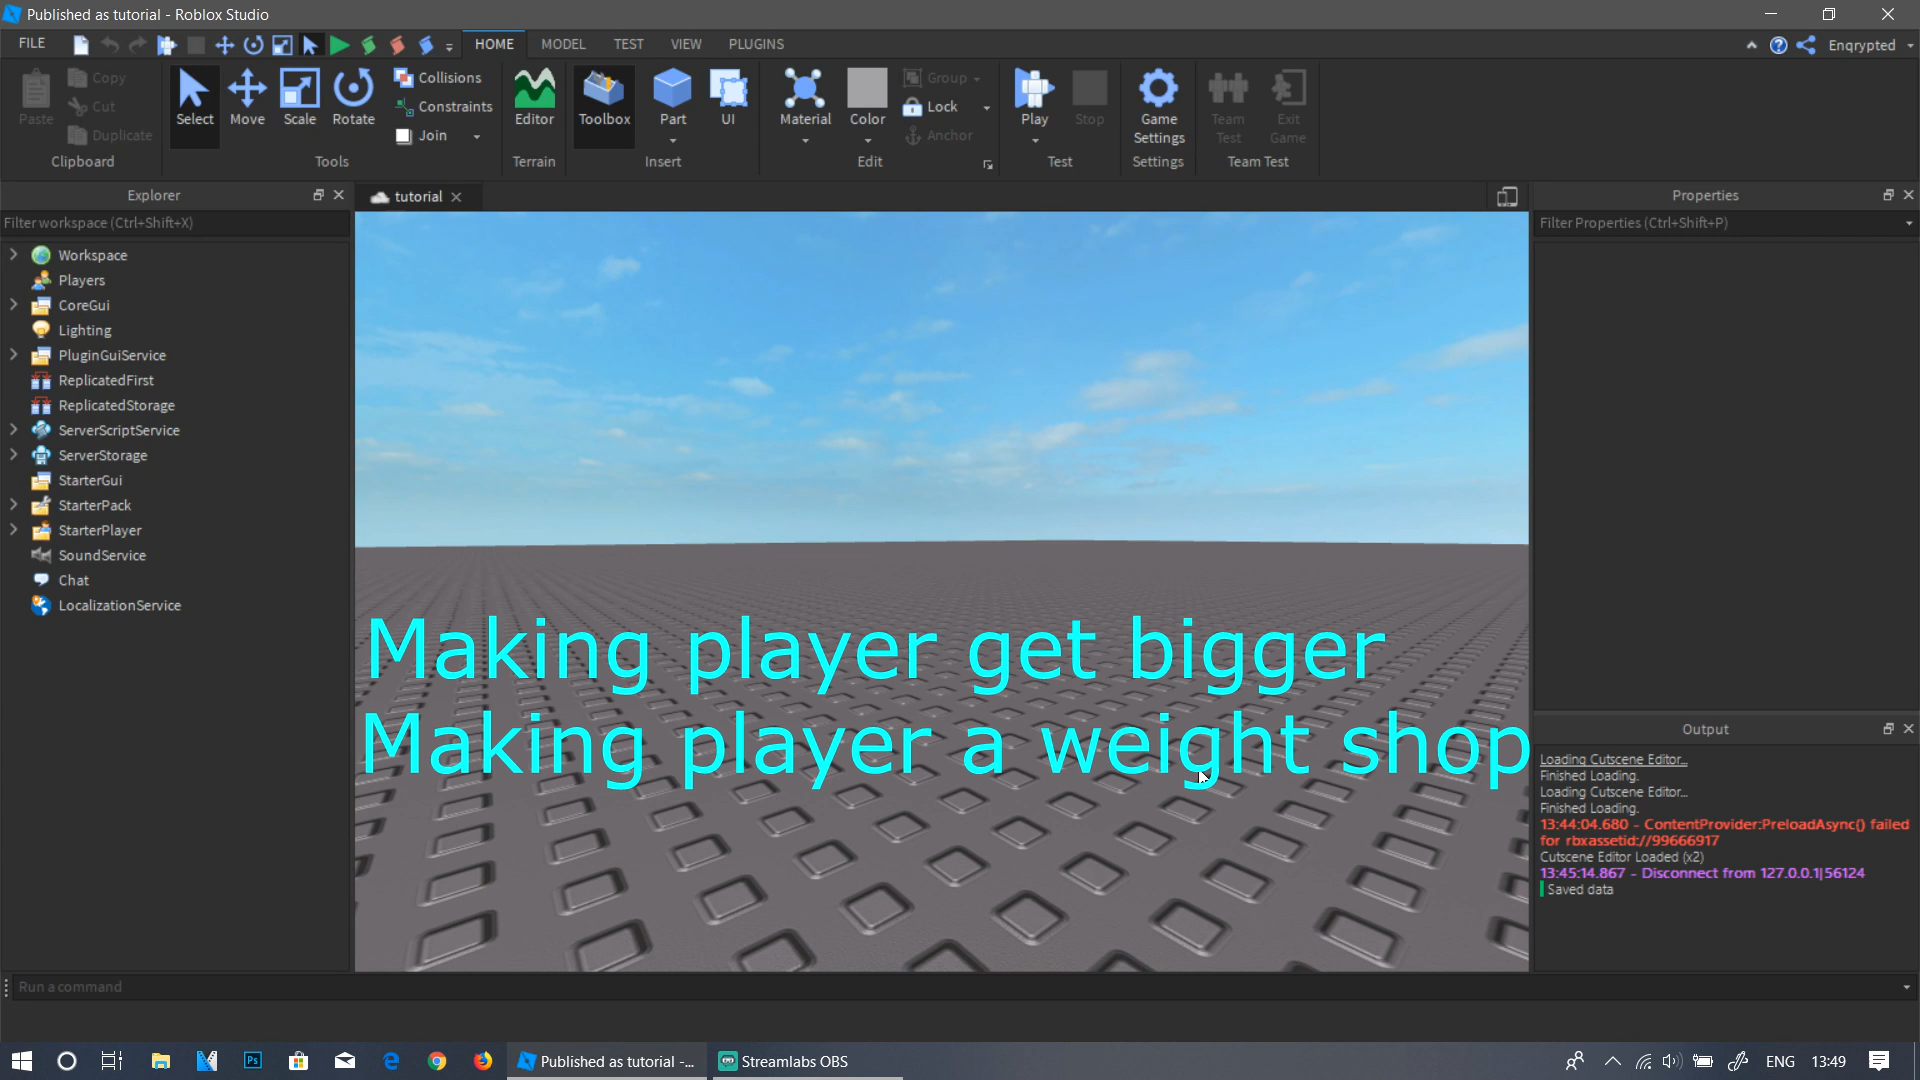 Published as tutorial - Roblox Studio
FILE
HOME
MODEL
TEST
VIEW
PLUGINS
Enqrypted
Paste
Copy
Cut
Duplicate
Clipboard
Select
Move
Scale
Rotate
Collisions
Constraints
Join
Tools
Editor
Terrain
Toolbox
Part
UI
Insert
Material
Color
Group
Lock
Anchor
Edit
Play
Stop
Test
Game
Settings
Settings
Team
Test
Exit
Game
Team Test
Explorer
Filter workspace (Ctrl+Shift+X)
Workspace
Players
CoreGui
Lighting
PluginGuiService
ReplicatedFirst
ReplicatedStorage
ServerScriptService
ServerStorage
StarterGui
StarterPack
StarterPlayer
SoundService
Chat
LocalizationService
tutorial
Making player get bigger
Making player a weight shop
Properties
Filter Properties (Ctrl+Shift+P)
Output
Loading Cutscene Editor...
Finished Loading.
Loading Cutscene Editor...
Finished Loading.
13:44:04.680 - ContentProvider:PreloadAsync() failed
for rbxassetid://99666917
Cutscene Editor Loaded (x2)
13:45:14.867 - Disconnect from 127.0.0.1|56124
Saved data
Run a command
Ps
Published as tutorial -...
Streamlabs OBS
ENG
13:49